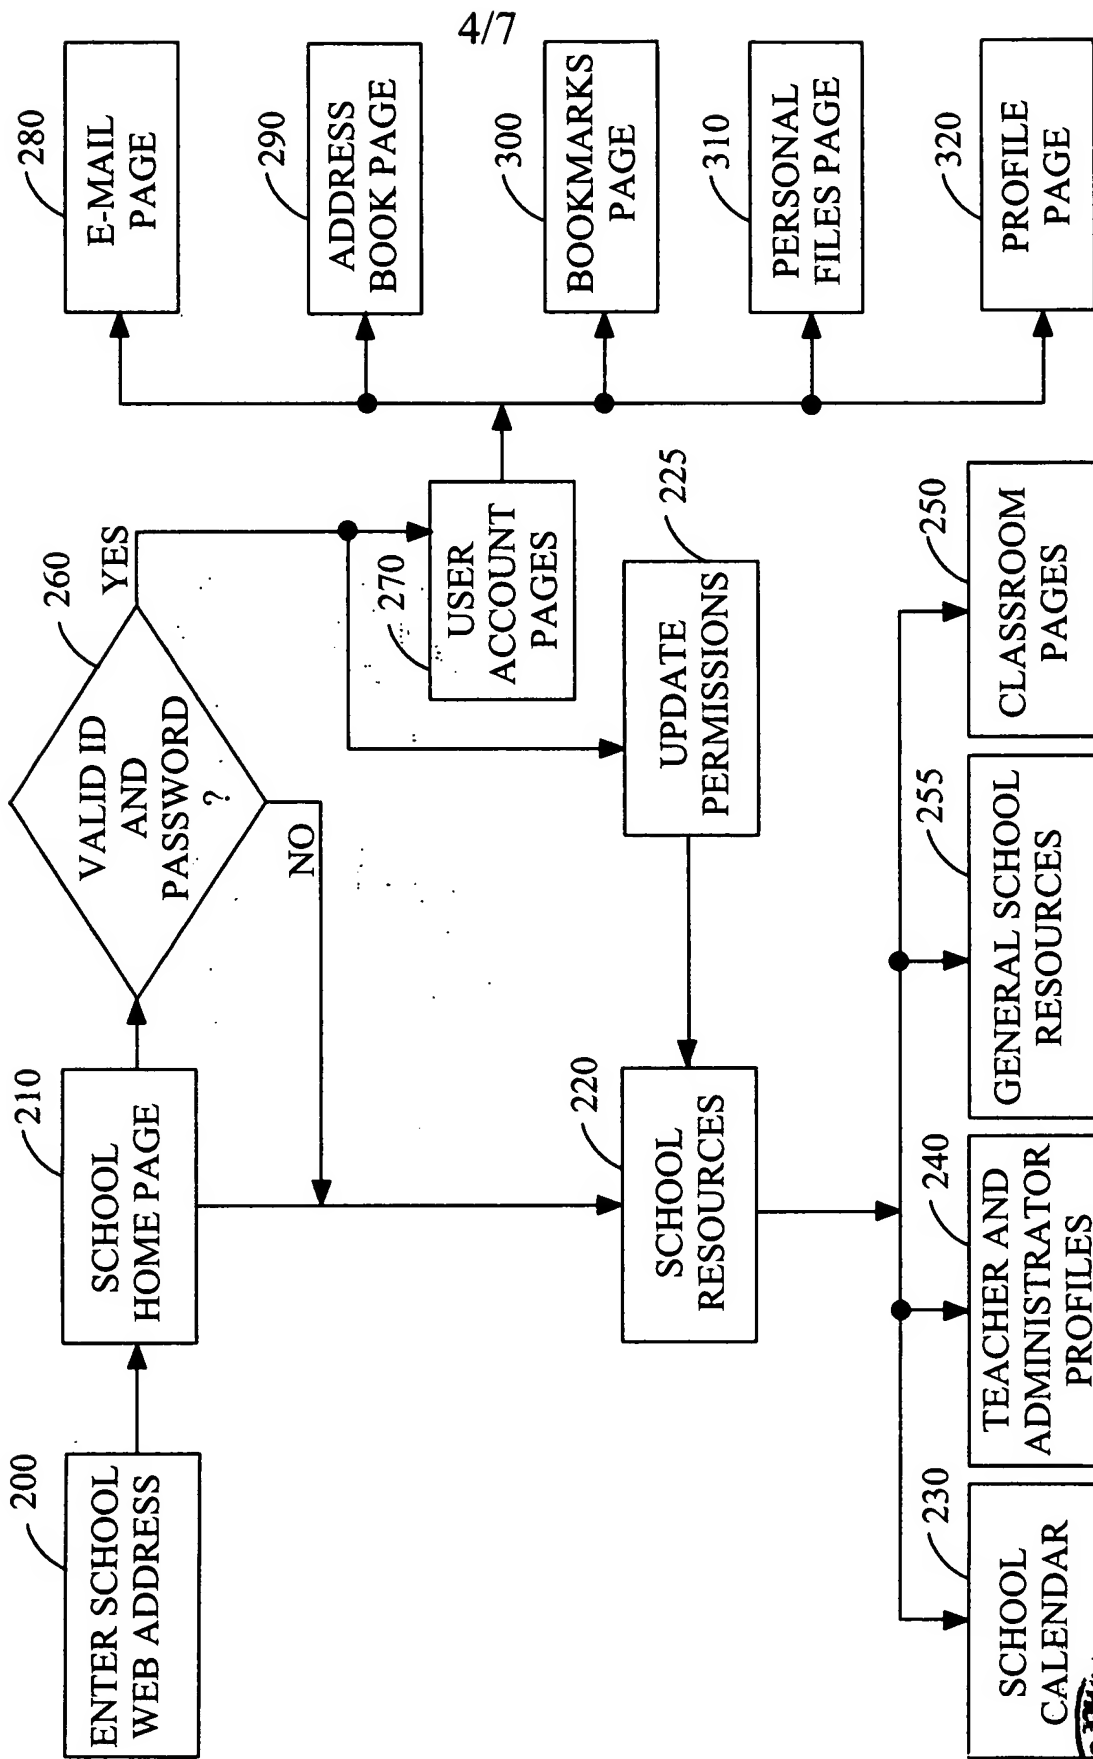 4/7
200
ENTER SCHOOL
WEB ADDRESS
210
SCHOOL
HOME PAGE
260
VALID ID
AND
PASSWORD
?
YES
NO
270
USER
ACCOUNT
PAGES
280
E-MAIL
PAGE
290
ADDRESS
BOOK PAGE
300
BOOKMARKS
PAGE
310
PERSONAL
FILES PAGE
320
PROFILE
PAGE
225
UPDATE
PERMISSIONS
220
SCHOOL
RESOURCES
230
SCHOOL
CALENDAR
240
TEACHER AND
ADMINISTRATOR
PROFILES
255
GENERAL SCHOOL
RESOURCES
250
CLASSROOM
PAGES